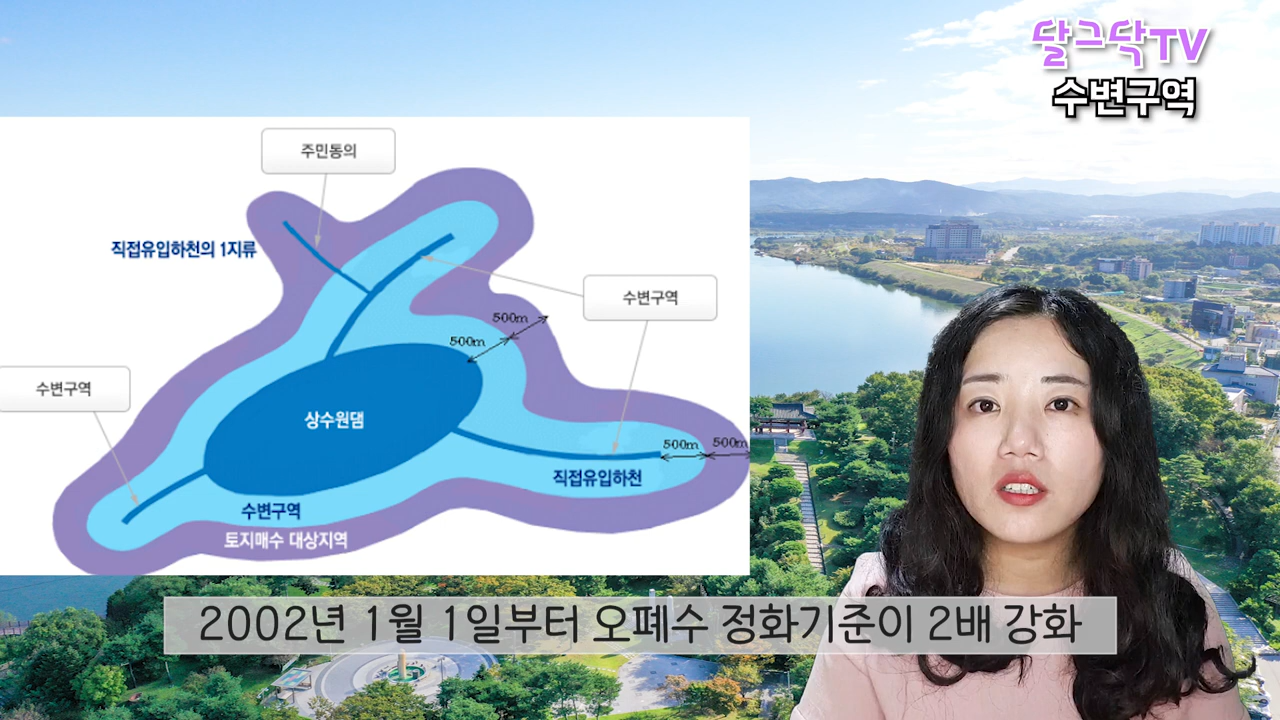 달그닥TV
수변구역
주민동의
직접유입하천의 1지류
수변구역
500m
500m
수변구역
상수원댐
500m
500m
직접유입하천
수변구역
토지매수 대상지역
2002년 1월 1일부터 오폐수 정화기준이 2배 강화